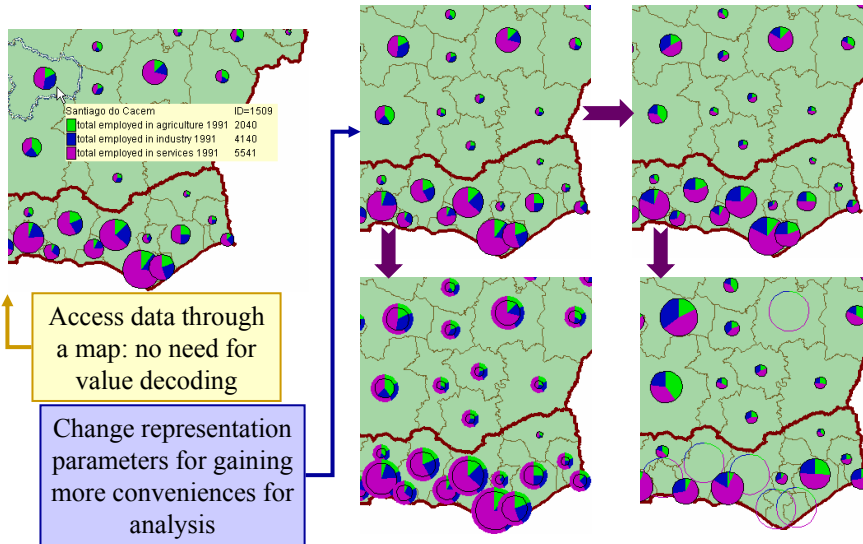 Santiago do Cacem ID=1509
total employed in agriculture 1991 2040
total employed in industry 1991 4140
total employed in services 1991 5541
Access data through
a map: no need for
value decoding
Change representation
parameters for gaining
more conveniences for
analysis